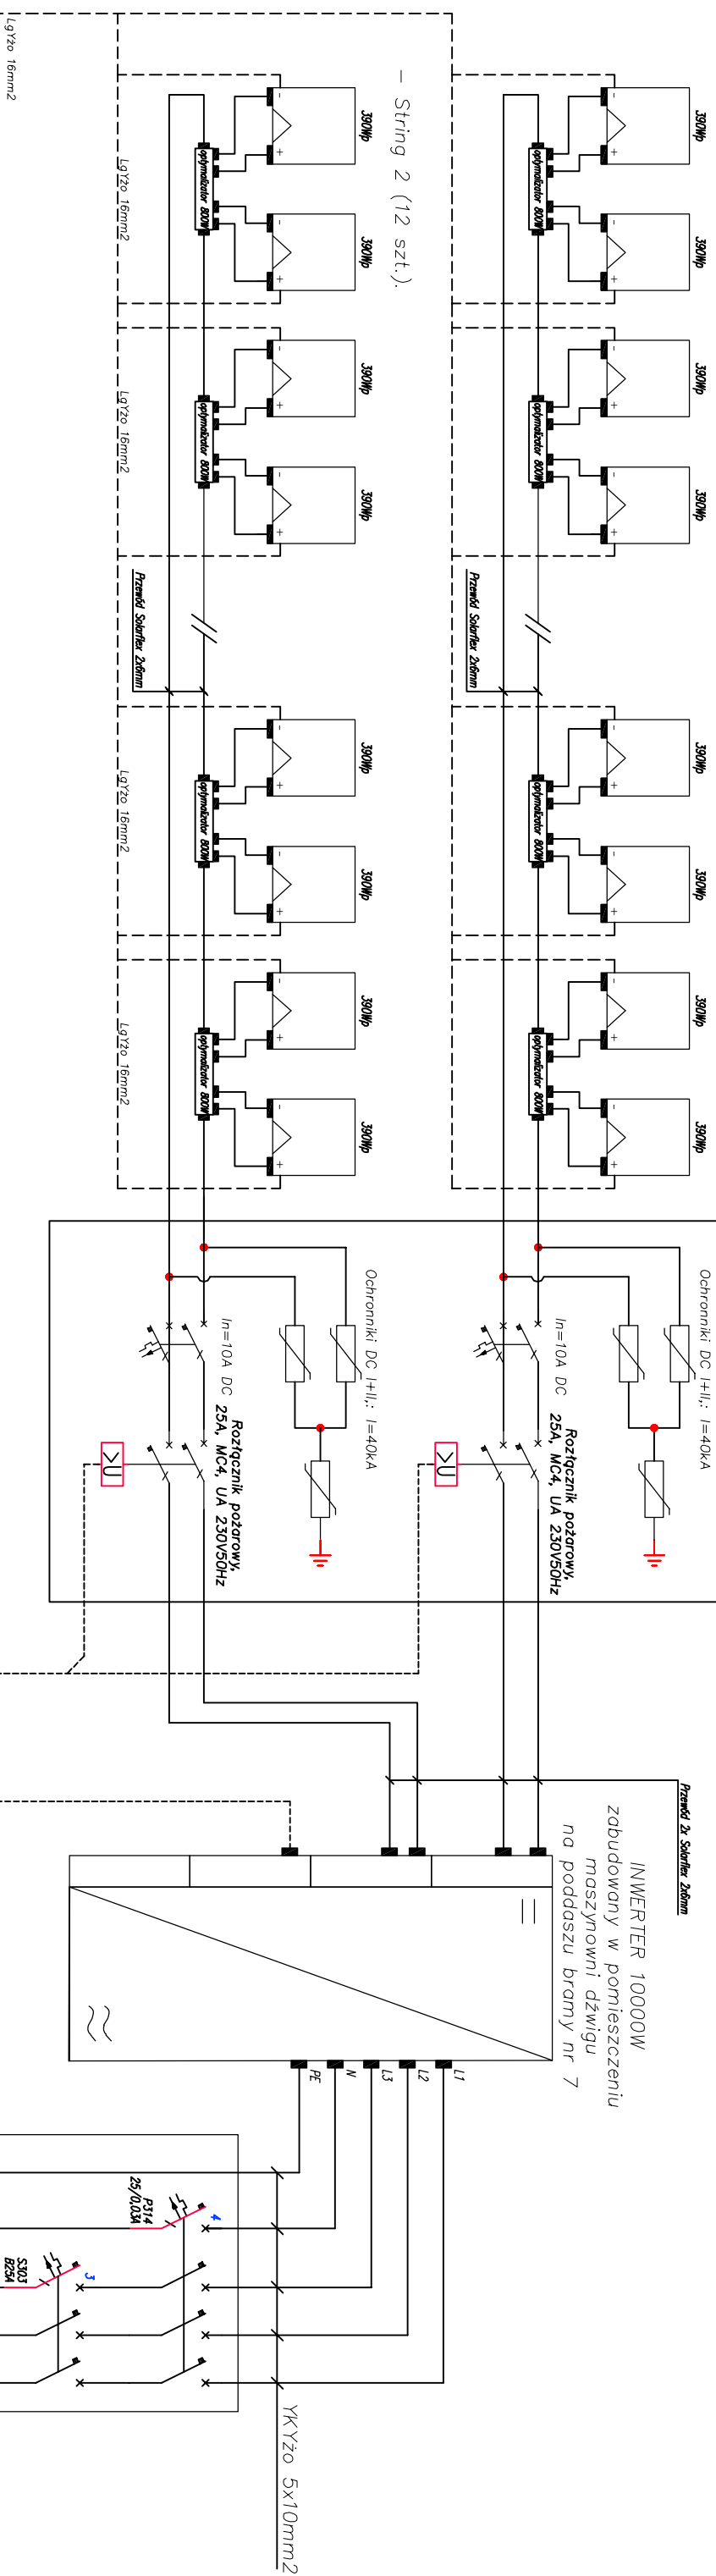 390Wp
390Wp
390Wp
390Wp
390Wp
390Wp
390Wp
390Wp
- +
- +
- +
- +
- +
- +
- +
- +
optymalizator 800W
optymalizator 800W
optymalizator 800W
optymalizator 800W
Przewód Solarflex 2x6mm
Ochronniki DC I+II,: I=40kA
In=10A DC
Rozłącznik pożarowy,
25A, MC4, UA 230V50Hz
U<
– String 2 (12 szt.).
390Wp
390Wp
390Wp
390Wp
390Wp
390Wp
390Wp
390Wp
- +
- +
- +
- +
- +
- +
- +
- +
optymalizator 800W
optymalizator 800W
optymalizator 800W
optymalizator 800W
LgYżo 16mm2
LgYżo 16mm2
LgYżo 16mm2
LgYżo 16mm2
Przewód Solarflex 2x6mm
Ochronniki DC I+II,: I=40kA
In=10A DC
Rozłącznik pożarowy,
25A, MC4, UA 230V50Hz
U<
LgYżo 16mm2
Przewód 2x Solarflex 2x6mm
INWERTER 10000W
zabudowany w pomieszczeniu
maszynowni dźwigu
na poddaszu bramy nr 7
L1
L2
L3
N
PE
YKYżo 5x10mm2
4
P314
25/0,03A
3
S303
B25A